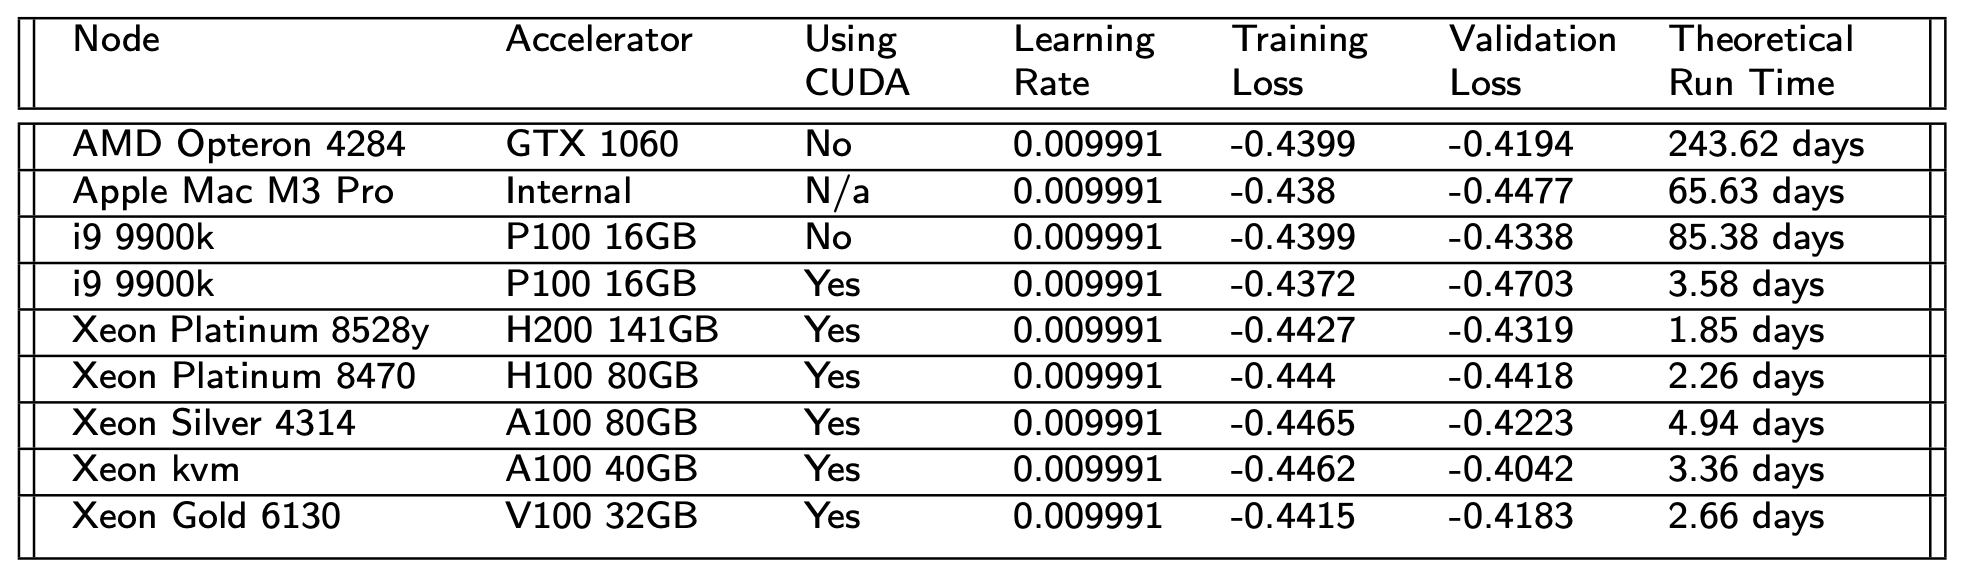 Node Accelerator Using Learning Training Validation Theoretical
CUDA Rate Loss Loss Run Time
AMD Opteron 4284 GTX 1060 No 0.009991 -0.4399 -0.4194 243.62 days
Apple Mac M3 Pro Internal N/a 0.009991 -0.438 -0.4477 65.63 days
i9 9900k P100 16GB No 0.009991 -0.4399 -0.4338 85.38 days
i9 9900k P100 16GB Yes 0.009991 -0.4372 -0.4703 3.58 days
Xeon Platinum 8528y H200 141GB Yes 0.009991 -0.4427 -0.4319 1.85 days
Xeon Platinum 8470 H100 80GB Yes 0.009991 -0.444 -0.4418 2.26 days
Xeon Silver 4314 A100 80GB Yes 0.009991 -0.4465 -0.4223 4.94 days
Xeon kvm A100 40GB Yes 0.009991 -0.4462 -0.4042 3.36 days
Xeon Gold 6130 V100 32GB Yes 0.009991 -0.4415 -0.4183 2.66 days